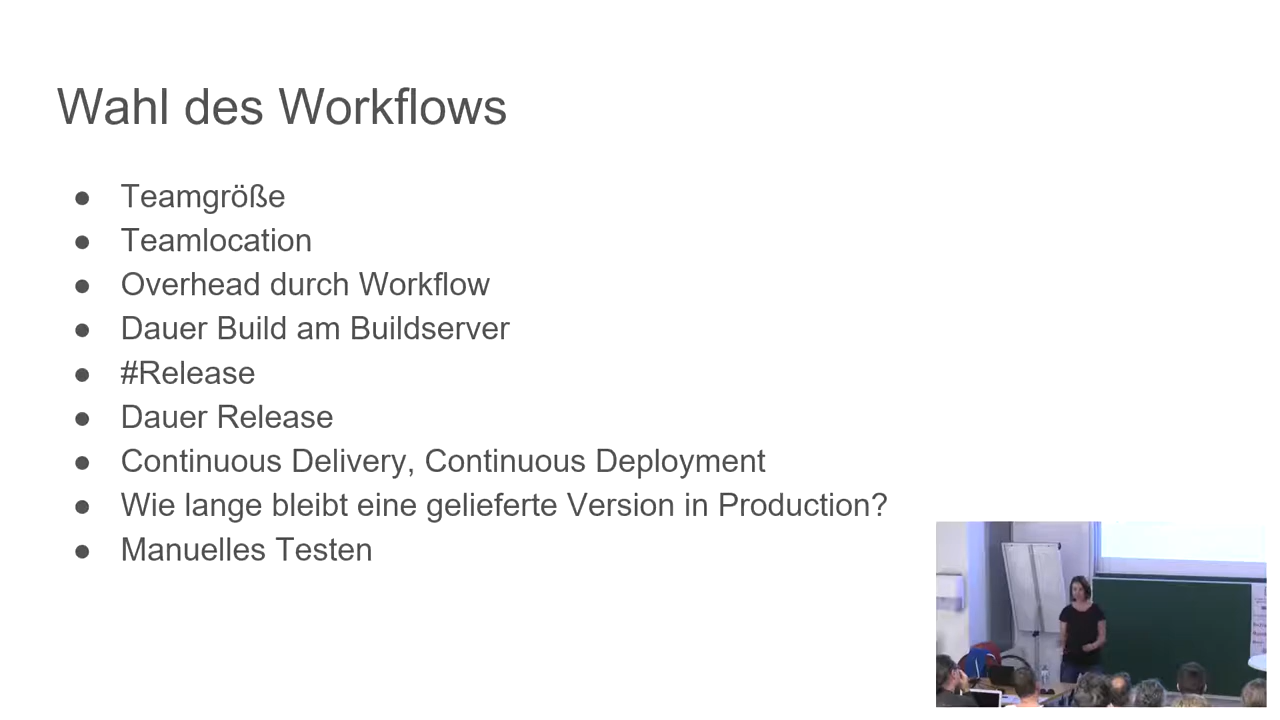 Wahl des Workflows
● Teamgröße
● Teamlocation
● Overhead durch Workflow
● Dauer Build am Buildserver
● #Release
● Dauer Release
● Continuous Delivery, Continuous Deployment
● Wie lange bleibt eine gelieferte Version in Production?
● Manuelles Testen